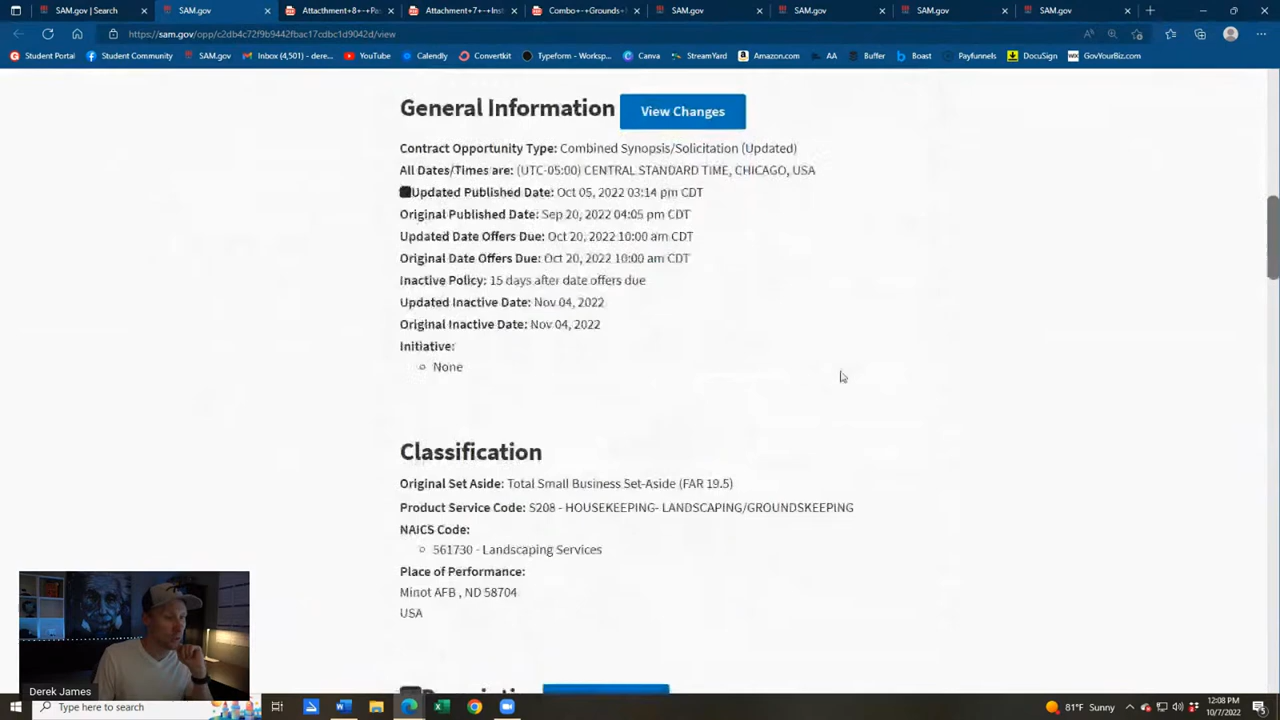 SAM.gov | Search
SAM.gov
Attacthment+8+-+Pa
Attachment+7+-+Inst
Combo+-+Grounds+
SAM.gov
SAM.gov
SAM.gov
SAM.gov
https://sam.gov/opp/c2db4c72f9b9442fbac17cdbc1d9042d/view
Student Portal
Student Community
SAM.gov
Inbox (4,501) - dere...
YouTube
Calendly
Convertkit
Typeform - Worksp...
Canva
StreamYard
Amazon.com
AA
Buffer
Boast
Payfunnels
DocuSign
GovYourBiz.com
General Information
View Changes
Contract Opportunity Type: Combined Synopsis/Solicitation (Updated)
All Dates/Times are: (UTC-05:00) CENTRAL STANDARD TIME, CHICAGO, USA
Updated Published Date: Oct 05, 2022 03:14 pm CDT
Original Published Date: Sep 20, 2022 04:05 pm CDT
Updated Date Offers Due: Oct 20, 2022 10:00 am CDT
Original Date Offers Due: Oct 20, 2022 10:00 am CDT
Inactive Policy: 15 days after date offers due
Updated Inactive Date: Nov 04, 2022
Original Inactive Date: Nov 04, 2022
Initiative:
None
Classification
Original Set Aside: Total Small Business Set-Aside (FAR 19.5)
Product Service Code: S208 - HOUSEKEEPING- LANDSCAPING/GROUNDSKEEPING
NAICS Code:
561730 - Landscaping Services
Place of Performance:
Minot AFB , ND 58704
USA
Derek James
Type here to search
83°F Sunny
12:08 PM
10/7/2022